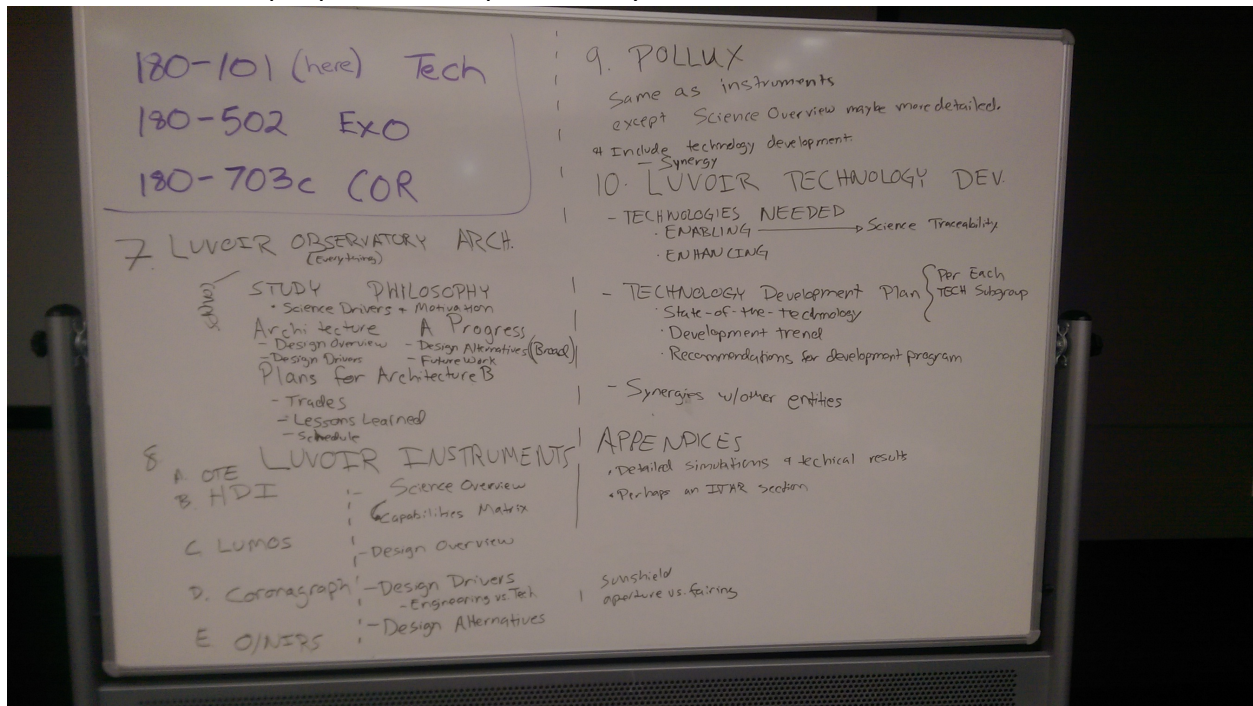 180-101 (here) Tech
180-502 EXO
180-703c COR
7. LUVOIR OBSERVATORY ARCH.
(Everything)
STUDY PHILOSOPHY
• Science Drivers + Motivation
Architecture A Progress
- Design Overview - Design Alternatives (Broad)
- Design Drivers - Future Work
Plans for Architecture B
- Trades
- Lessons Learned
- Schedule
8. LUVOIR INSTRUMENTS
A. OTE
B. HDI
C. LUMOS
D. Coronagraph
E. O/NIRS
- Science Overview
Capabilities Matrix
- Design Overview
- Design Drivers
- Engineering vs. Tech
- Design Alternatives
9. POLLUX
Same as instruments
except Science Overview maybe more detailed.
& Include technology development.
- Synergy
10. LUVOIR TECHNOLOGY DEV.
- TECHNOLOGIES NEEDED
· ENABLING → Science Traceability
· ENHANCING
- TECHNOLOGY Development Plan { Per Each
TECH Subgroup
· State-of-the-technology
· Development trend
· Recommendations for development program
- Synergies w/other entities
APPENDICES
• Detailed simulations & techical results
• Perhaps an ITAR section
sunshield
aperture vs. fairing